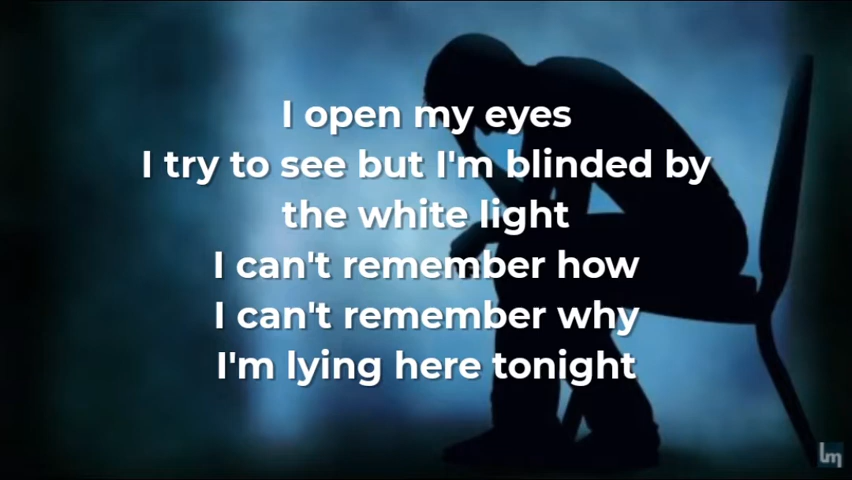 I open my eyes
I try to see but I'm blinded by
the white light
I can't remember how
I can't remember why
I'm lying here tonight
lm